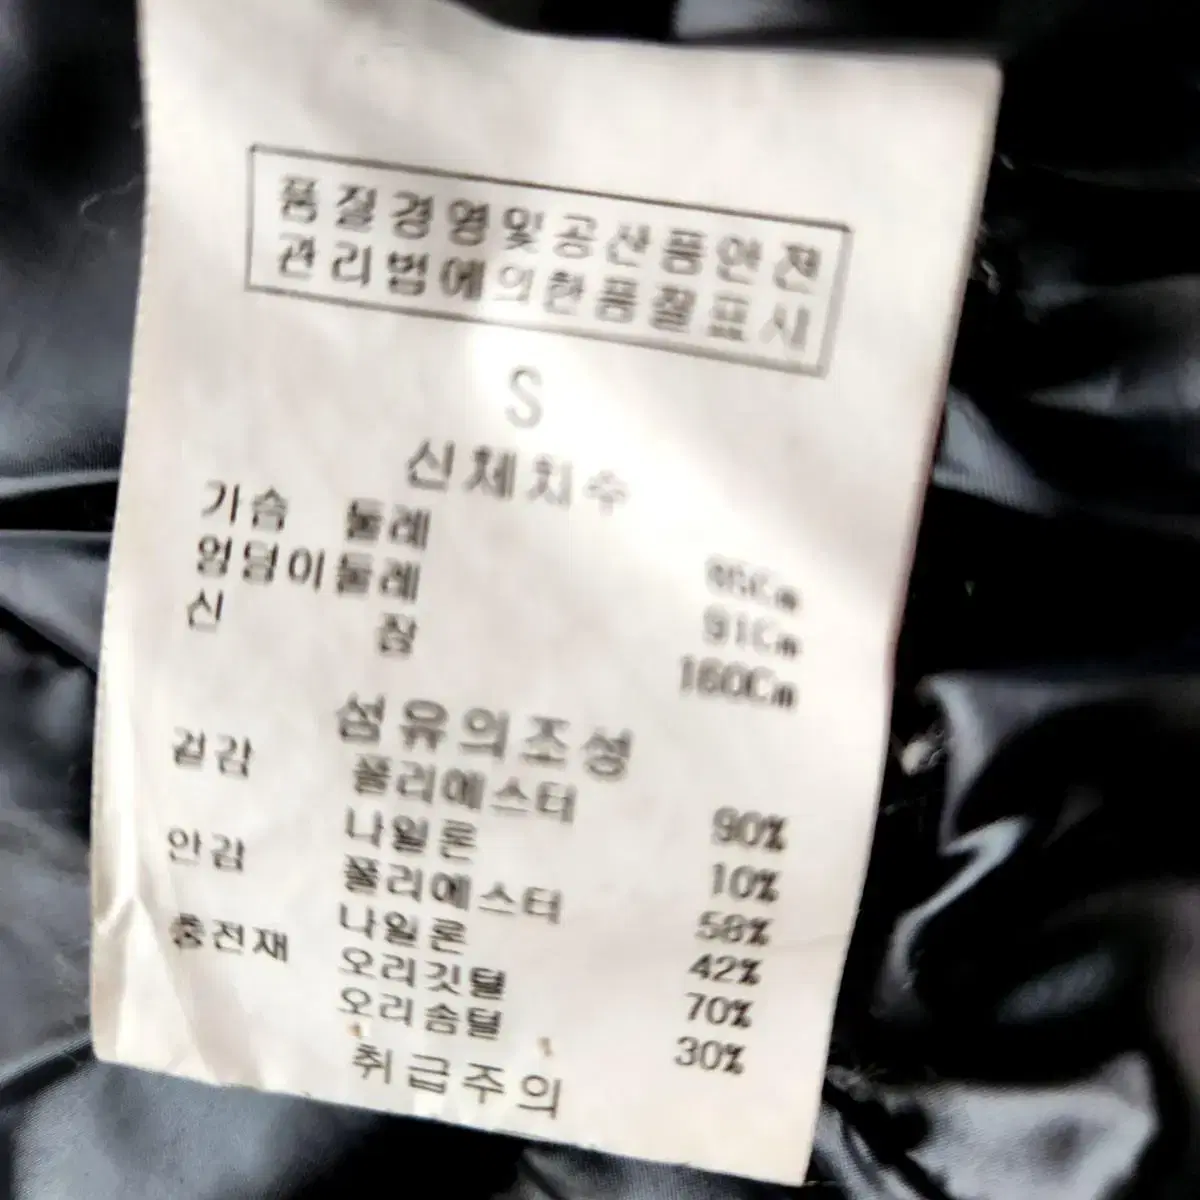 품질경영및공산품안전
관리법에의한품질표시
S
신체치수
가슴 둘레 85Cm
엉덩이둘레 91Cm
신 장 160Cm
섬유의조성
겉감 폴리에스터 90%
나일론 10%
안감 폴리에스터 58%
나일론 42%
충전재 오리깃털 70%
오리솜털 30%
취급주의